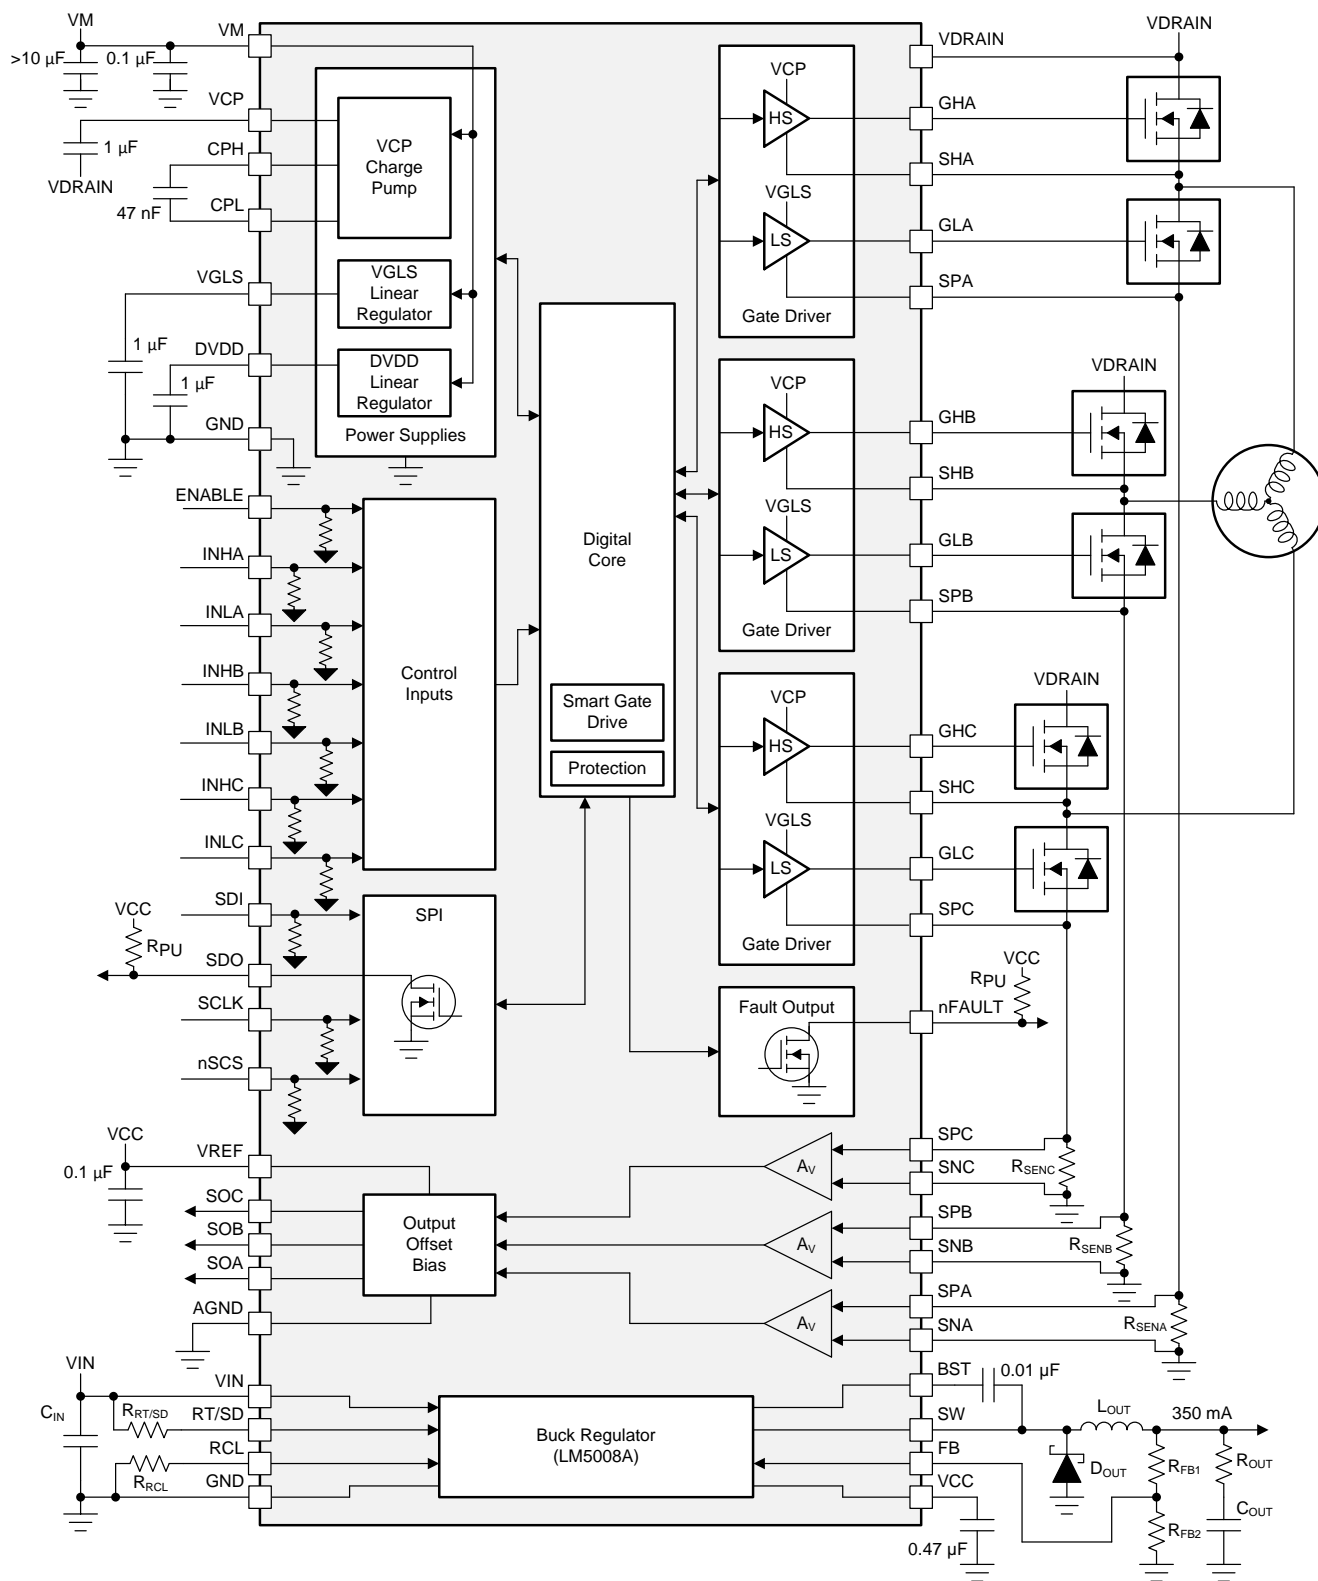 VM
VM
>10 µF
0.1 µF
VCP
1 µF
VDRAIN
CPH
47 nF
CPL
VCP
Charge
Pump
VGLS
1 µF
VGLS
Linear
Regulator
DVDD
1 µF
DVDD
Linear
Regulator
GND
Power Supplies
ENABLE
INHA
INLA
INHB
INLB
INHC
INLC
Control
Inputs
SDI
VCC
RPU
SDO
SCLK
nSCS
SPI
Digital
Core
Smart Gate
Drive
Protection
VCP
HS
VGLS
LS
Gate Driver
VCP
HS
VGLS
LS
Gate Driver
VCP
HS
VGLS
LS
Gate Driver
Fault Output
VDRAIN
VDRAIN
GHA
SHA
GLA
SPA
VDRAIN
GHB
SHB
GLB
SPB
VDRAIN
GHC
SHC
GLC
SPC
VCC
RPU
nFAULT
VCC
VREF
0.1 µF
SOC
SOB
SOA
AGND
Output
Offset
Bias
AV
AV
AV
SPC
SNC
RSENC
SPB
SNB
RSENB
SPA
SNA
RSENA
VIN
VIN
CIN
RRT/SD
RT/SD
RCL
RRCL
GND
Buck Regulator
(LM5008A)
BST
0.01 µF
SW
LOUT
350 mA
FB
DOUT
RFB1
ROUT
VCC
0.47 µF
RFB2
COUT